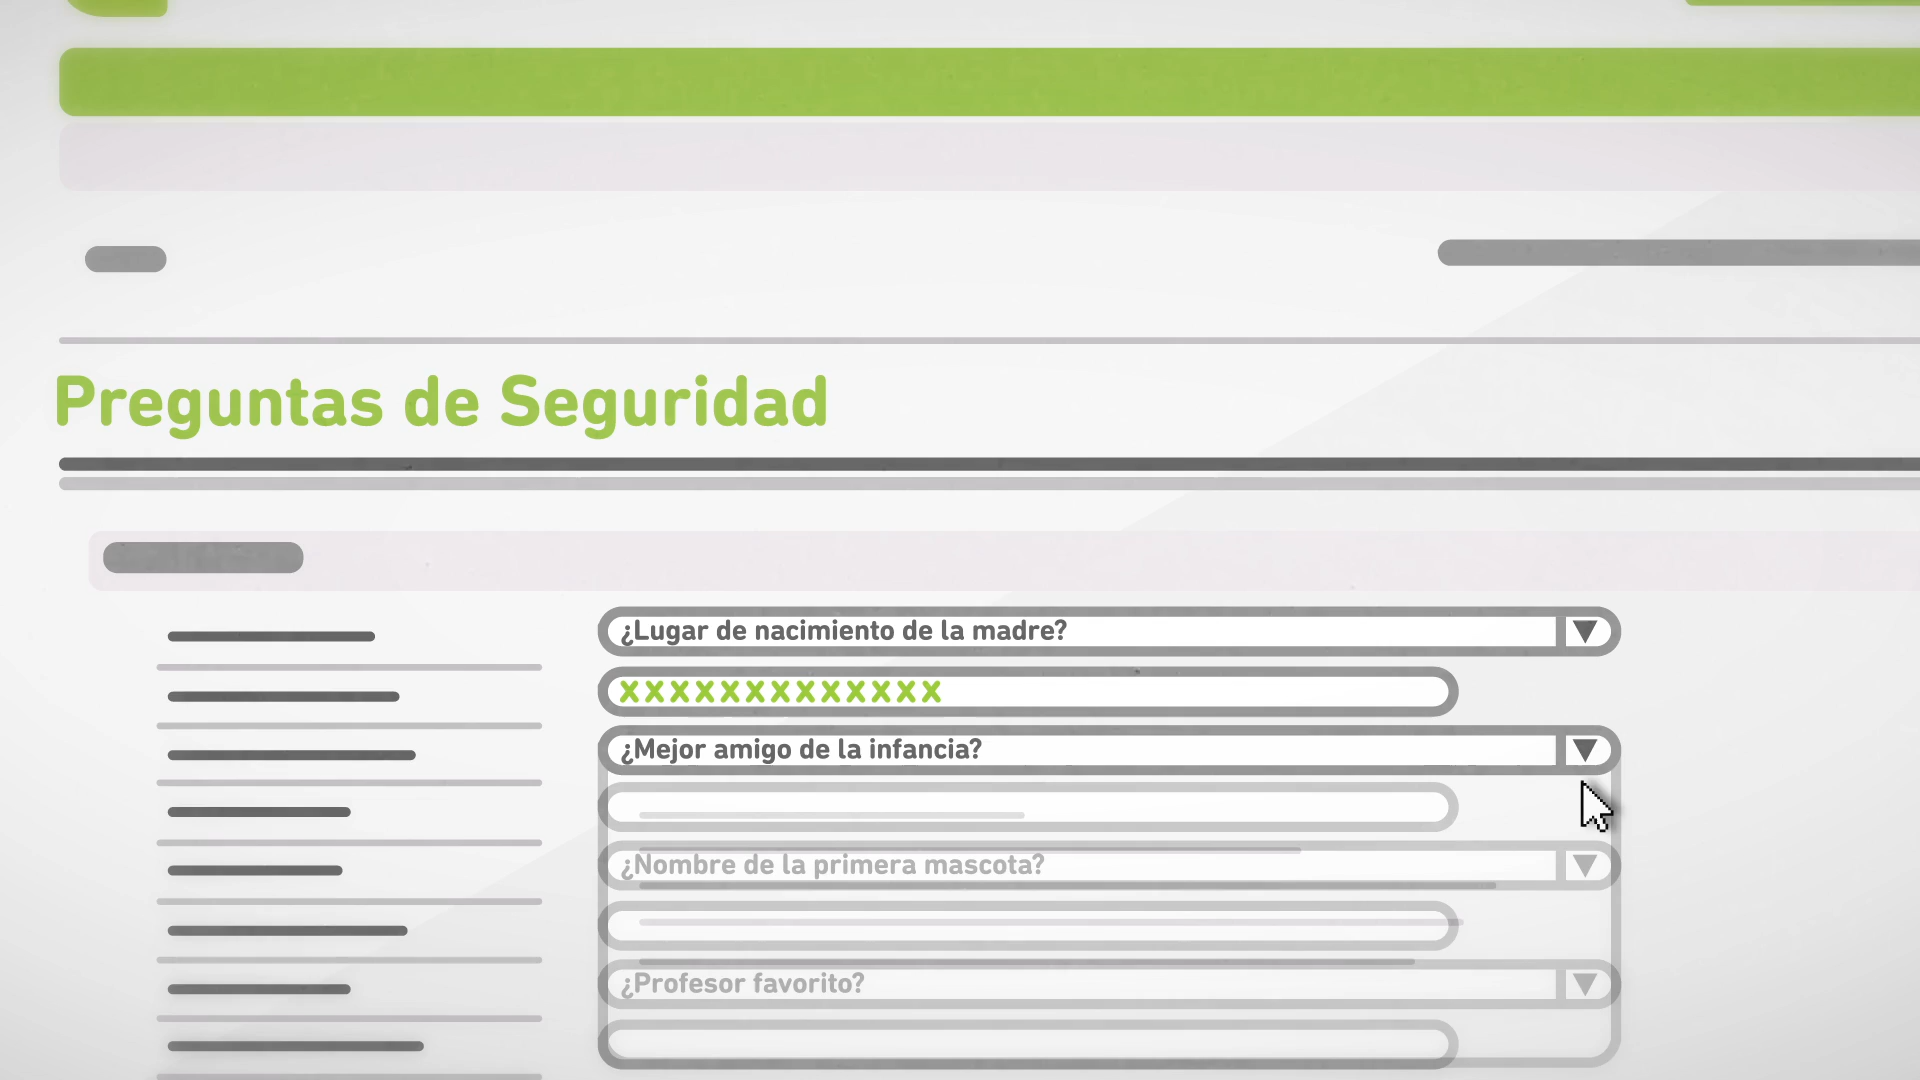 Preguntas de Seguridad
¿Lugar de nacimiento de la madre?
XXXXXXXXXXXXX
¿Mejor amigo de la infancia?
¿Nombre de la primera mascota?
¿Profesor favorito?